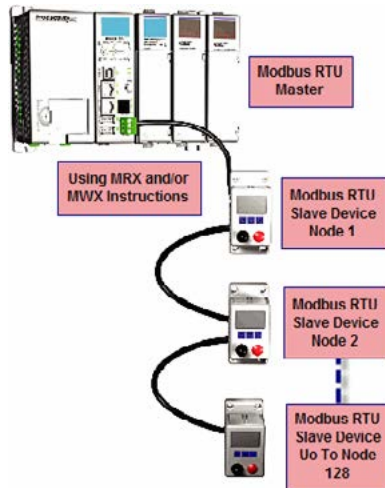 Modbus RTU
Master
Using MRX and/or
MWX Instructions
Modbus RTU
Slave Device
Node 1
Modbus RTU
Slave Device
Node 2
Modbus RTU
Slave Device
Uo To Node
128